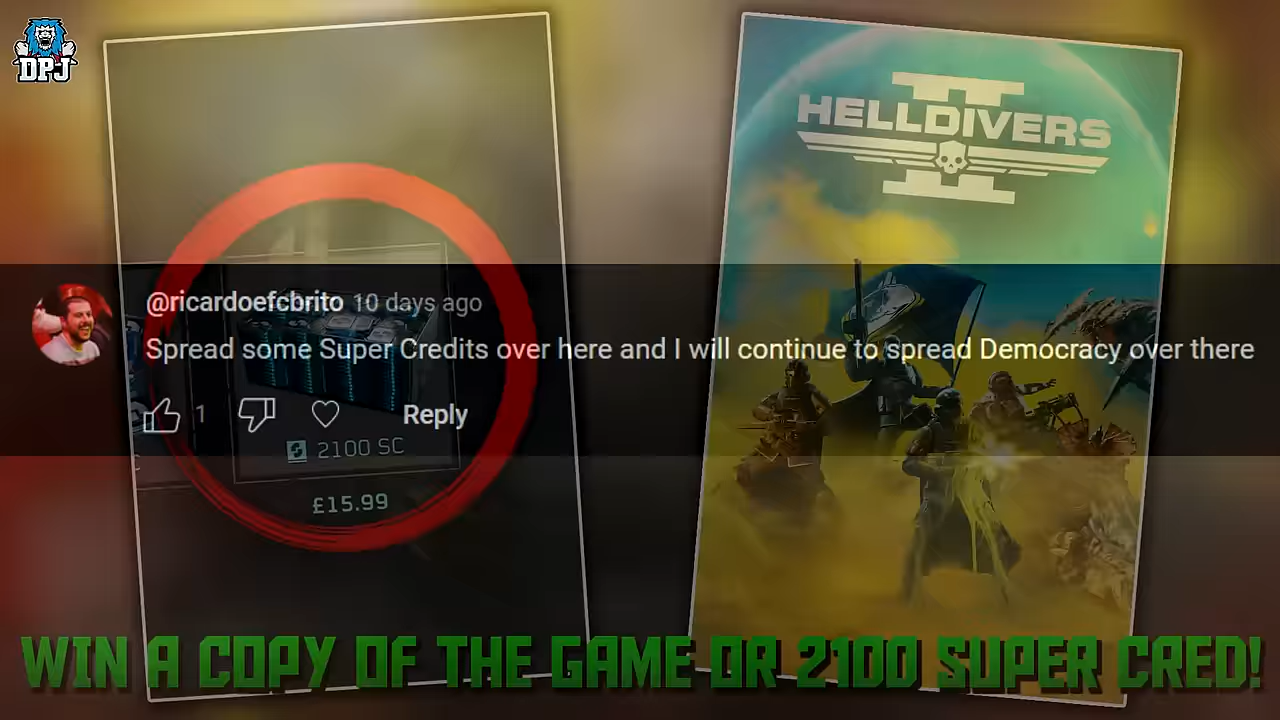 DPJ
II
HELLDIVERS
@ricardoefcbrito 10 days ago
Spread some Super Credits over here and I will continue to spread Democracy over there
1
Reply
2100 SC
£15.99
WIN A COPY OF THE GAME OR 2100 SUPER CRED!